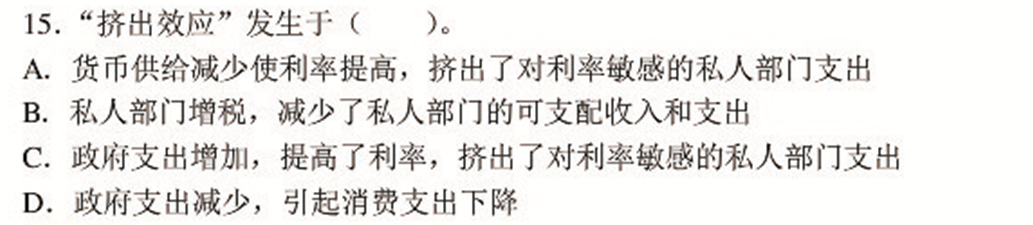 15. “挤出效应”发生于（　　）。
A. 货币供给减少使利率提高，挤出了对利率敏感的私人部门支出
B. 私人部门增税，减少了私人部门的可支配收入和支出
C. 政府支出增加，提高了利率，挤出了对利率敏感的私人部门支出
D. 政府支出减少，引起消费支出下降